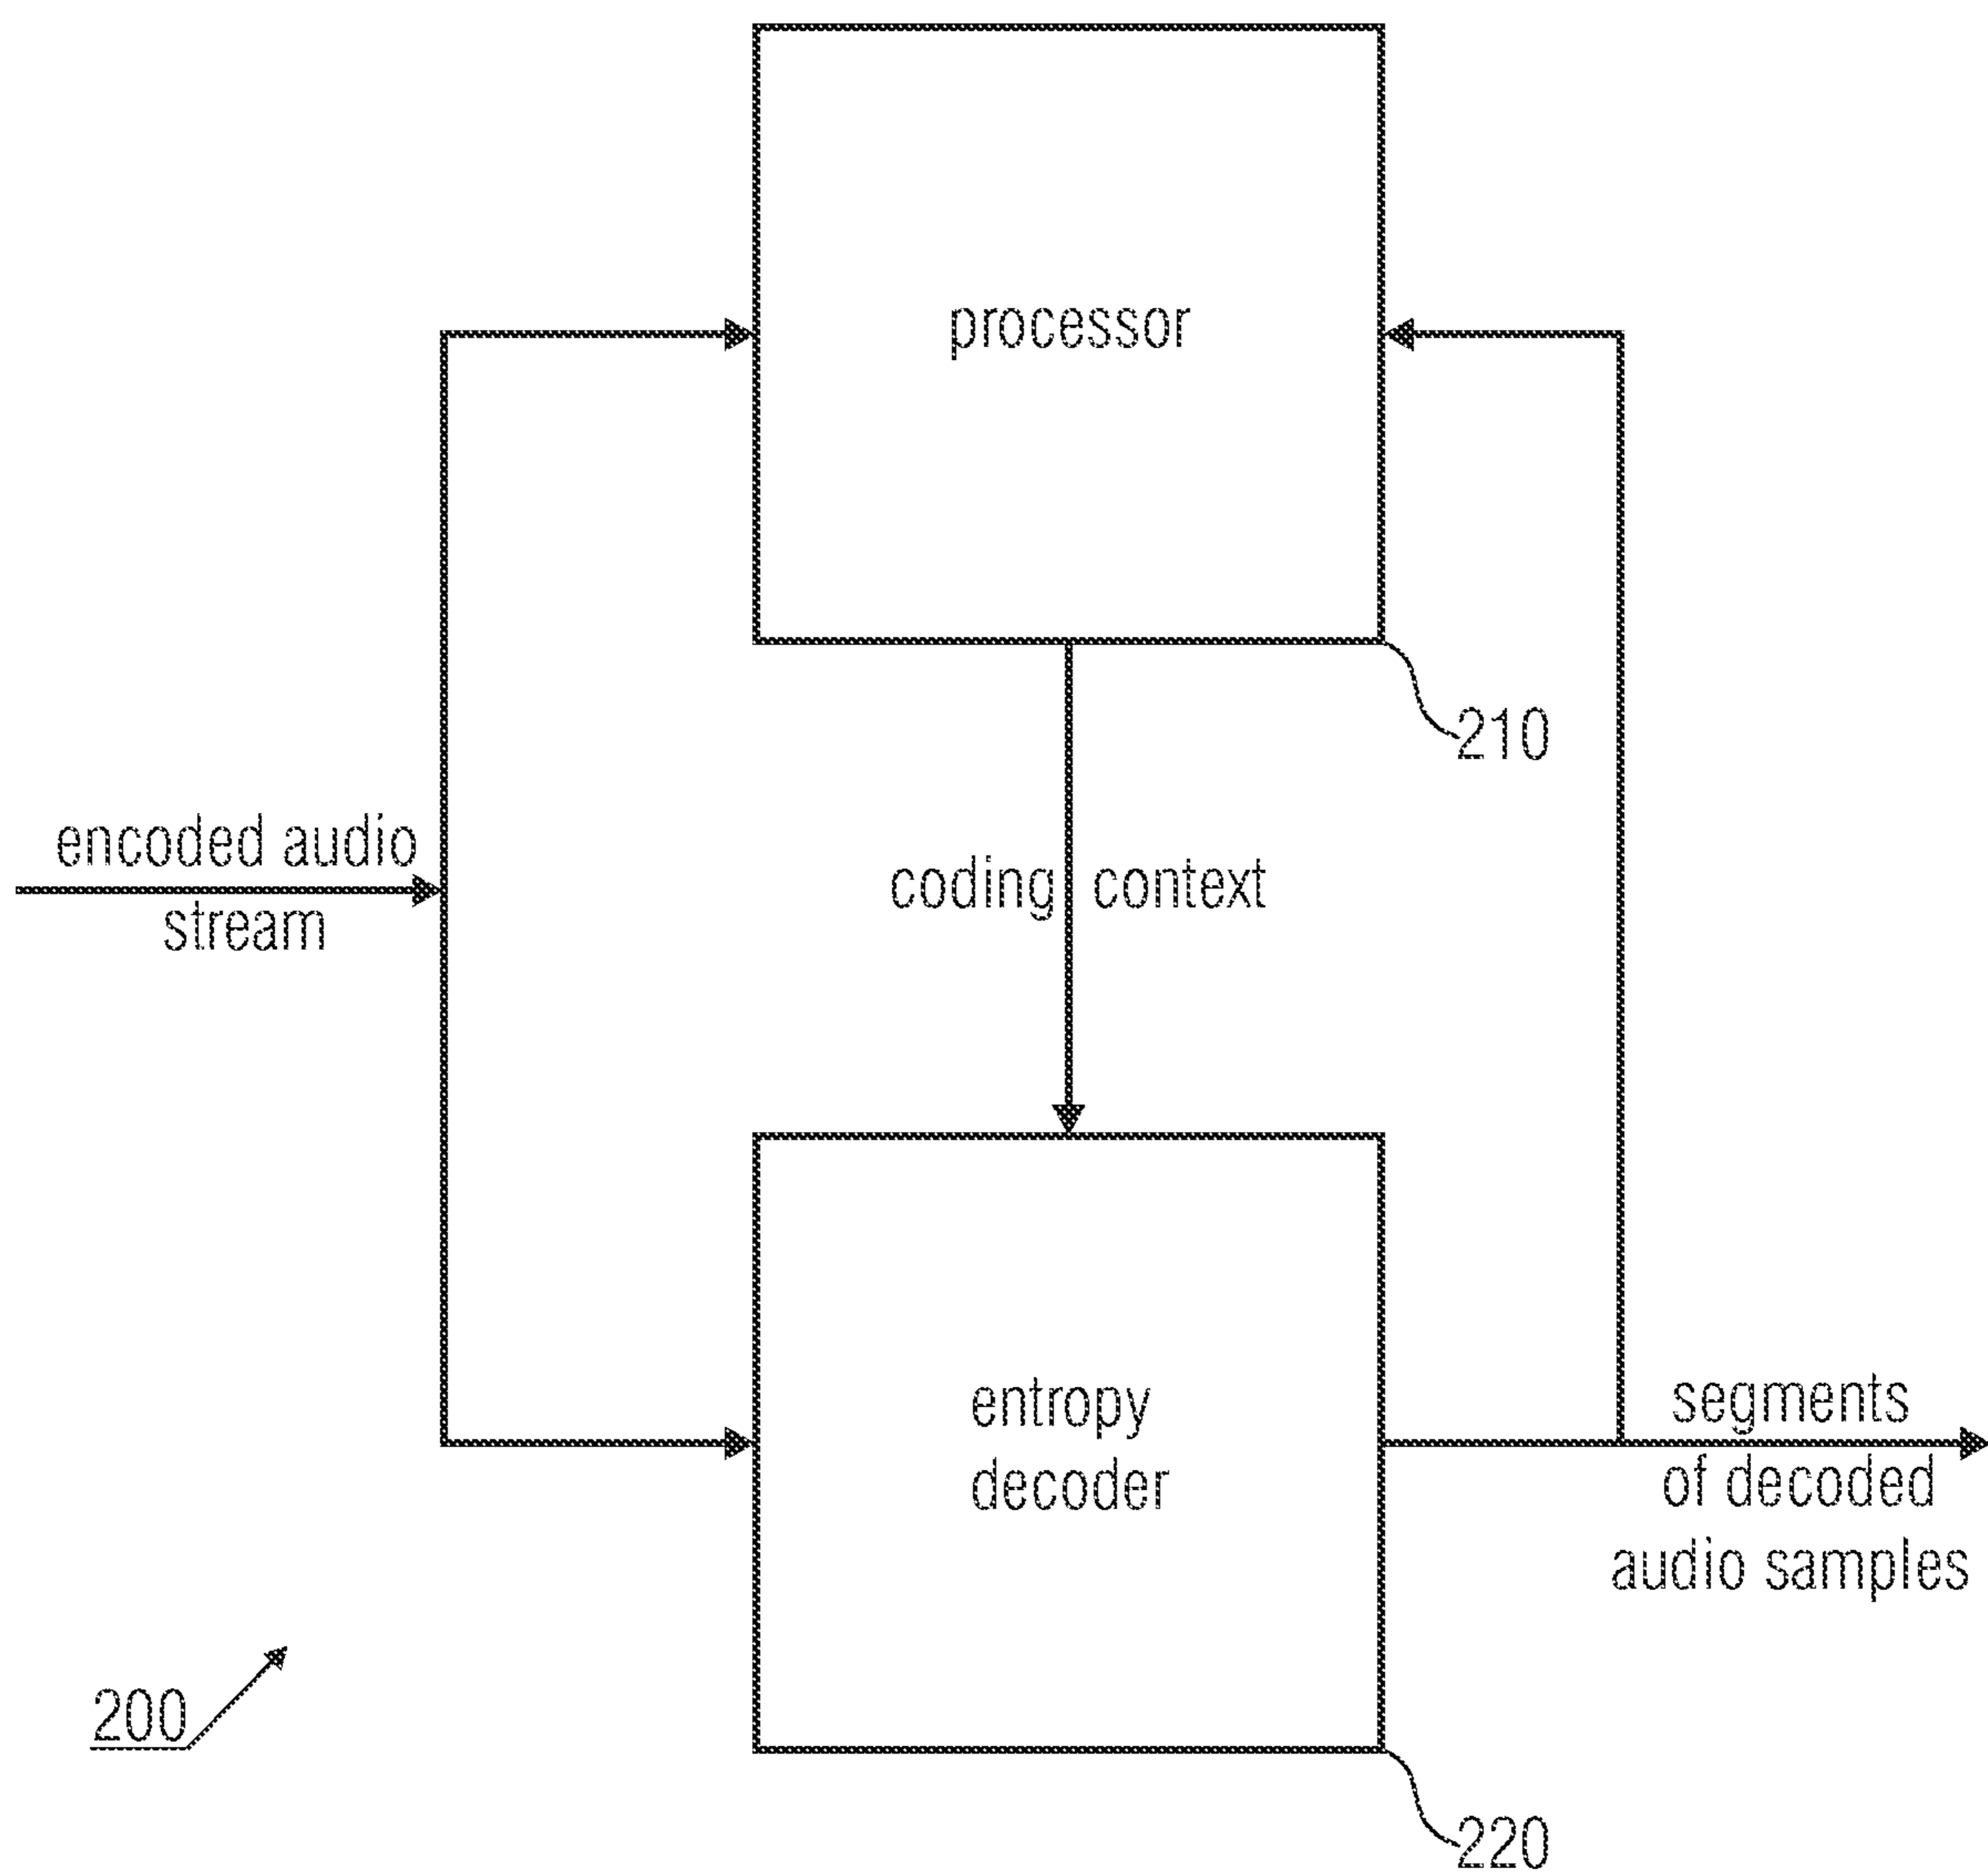 processor
210
encoded audio
stream
coding context
entropy
decoder
segments
of decoded
audio samples
200
220